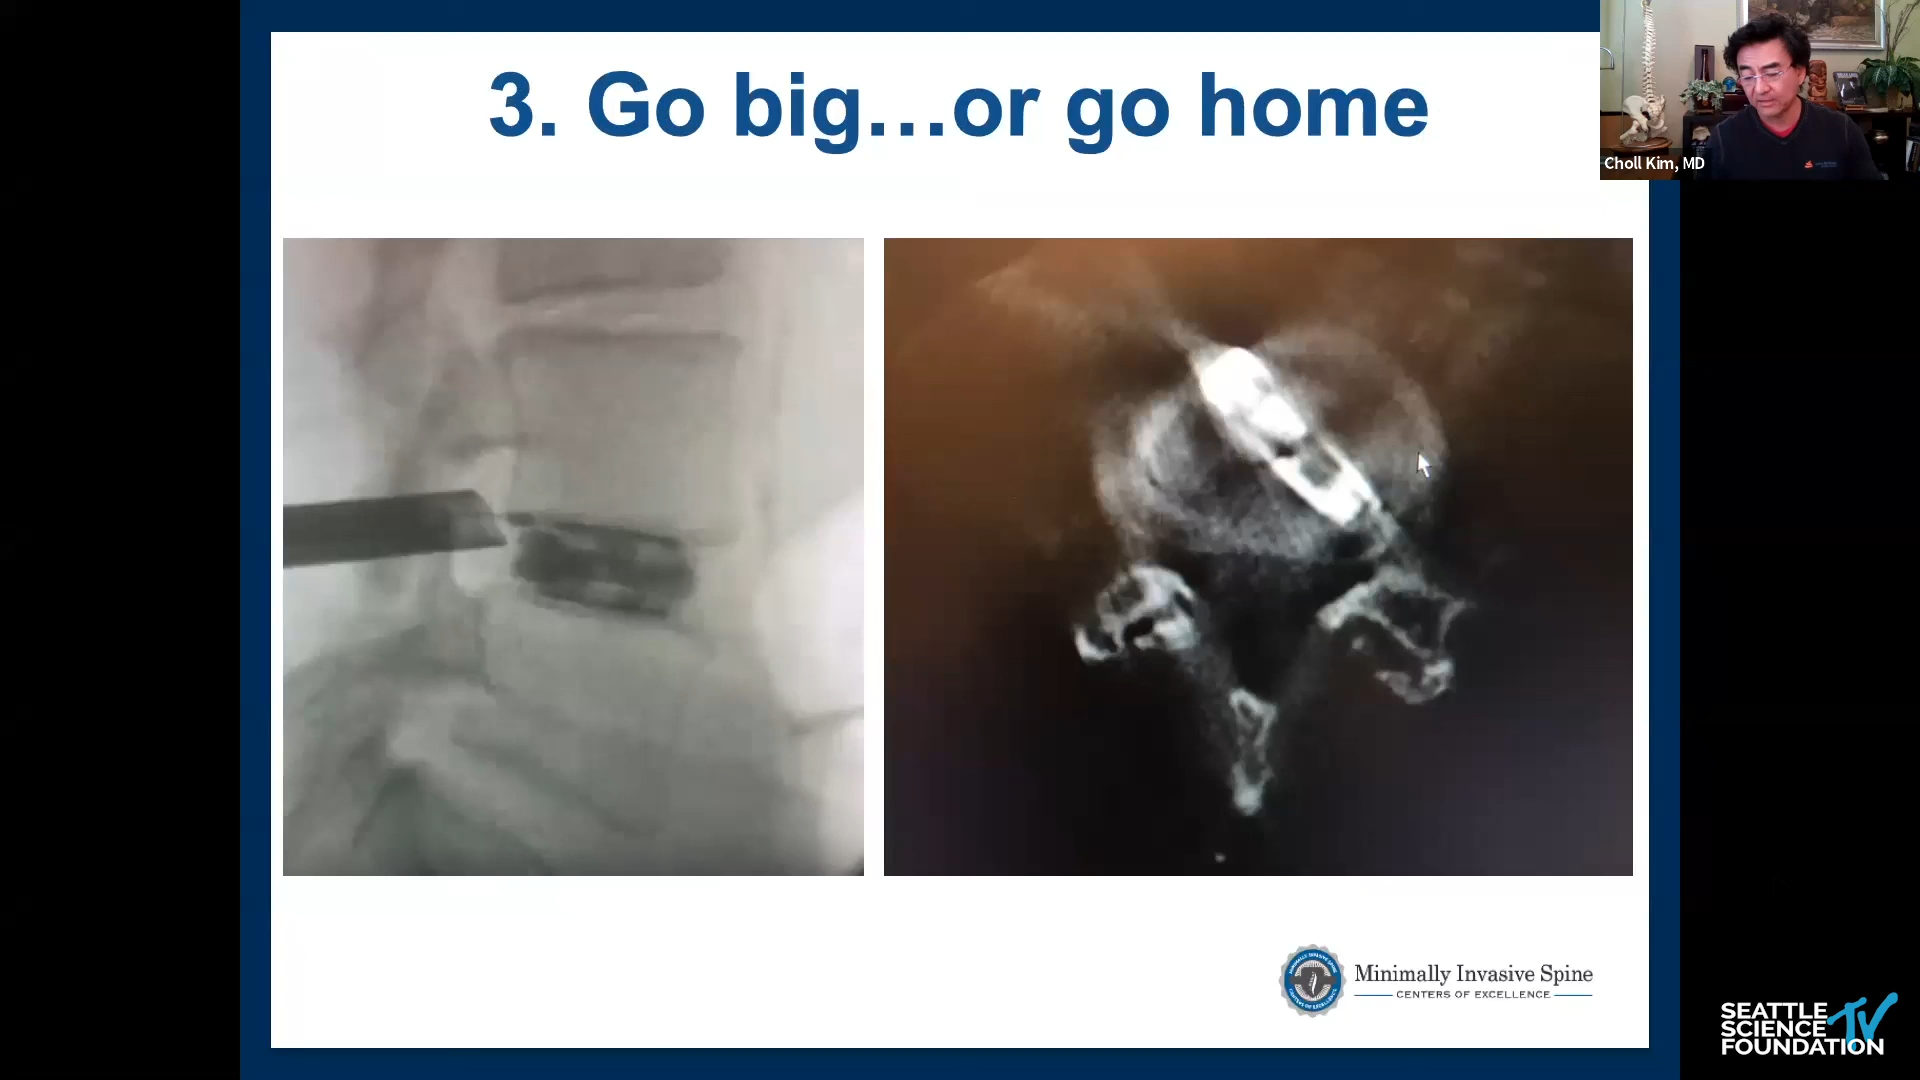 3. Go big…or go home
Choll Kim, MD
Minimally Invasive Spine
CENTERS OF EXCELLENCE
SEATTLE
SCIENCE TV
FOUNDATION